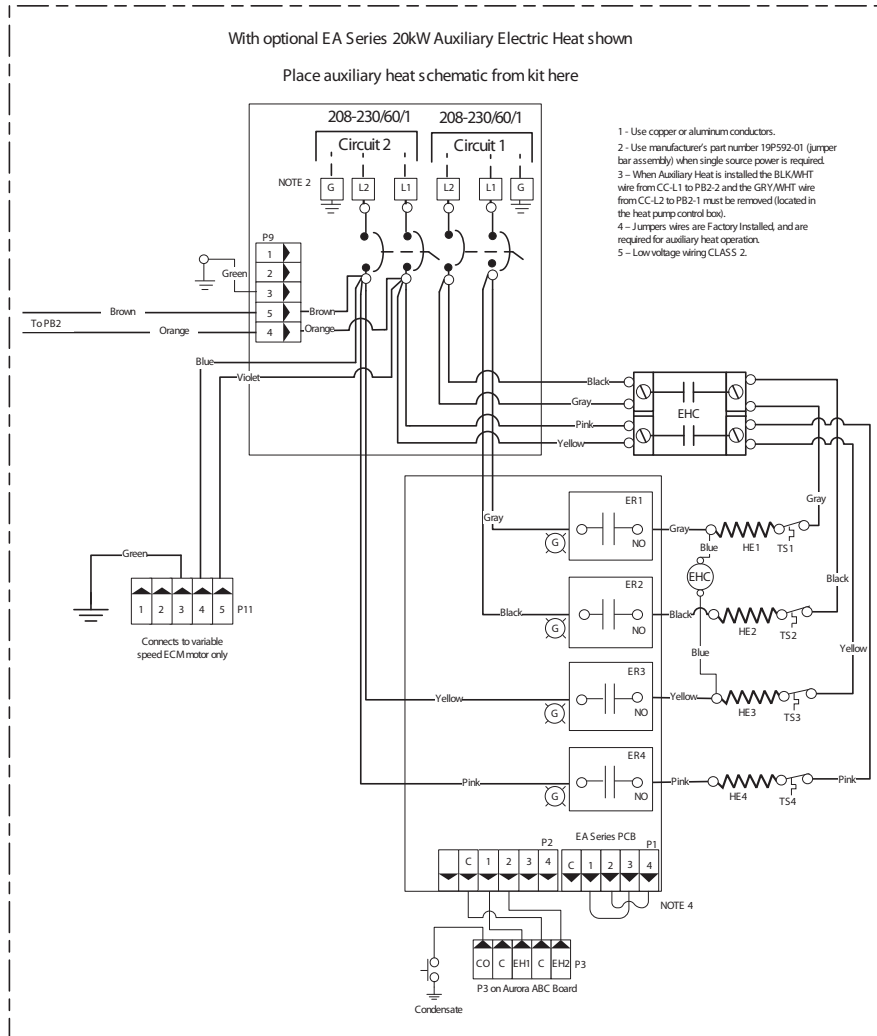 With optional EA Series 20kW Auxiliary Electric Heat shown
Place auxiliary heat schematic from kit here
208-230/60/1
208-230/60/1
Circuit 2
Circuit 1
1 - Use copper or aluminum conductors.
2 - Use manufacturer's part number 19P592-01 (jumper
bar assembly) when single source power is required.
3 – When Auxiliary Heat is installed the BLK/WHT
wire from CC-L1 to PB2-2 and the GRY/WHT wire
from CC-L2 to PB2-1 must be removed (located in
the heat pump control box).
4 – Jumpers wires are Factory Installed, and are
required for auxiliary heat operation.
5 – Low voltage wiring CLASS 2.
NOTE 2
G
L2
L1
L2
L1
G
P9
1
2
3
5
4
Green
Brown
Brown
To PB2
Orange
Orange
Blue
Violet
Black
Gray
Pink
Yellow
EHC
Gray
Black
Yellow
Pink
Green
1
2
3
4
5
P11
Connects to variable
speed ECM motor only
Gray
G
ER1
NO
Gray
HE1
TS1
Blue
EHC
Black
G
ER2
NO
Black
HE2
TS2
Blue
Yellow
G
ER3
NO
Yellow
HE3
TS3
Pink
G
ER4
NO
Pink
HE4
TS4
EA Series PCB
P2
P1
C
1
2
3
4
C
1
2
3
4
NOTE 4
CO
C
EH1
C
EH2
P3
P3 on Aurora ABC Board
Condensate